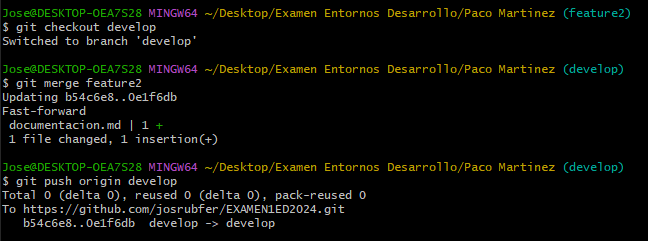 Jose@DESKTOP-OEA7S28 MINGW64 ~/Desktop/Examen Entornos Desarrollo/Paco Martinez (feature2)
$ git checkout develop
Switched to branch 'develop'
Jose@DESKTOP-OEA7S28 MINGW64 ~/Desktop/Examen Entornos Desarrollo/Paco Martinez (develop)
$ git merge feature2
Updating b54c6e8..0e1f6db
Fast-forward
 documentacion.md | 1 +
 1 file changed, 1 insertion(+)
Jose@DESKTOP-OEA7S28 MINGW64 ~/Desktop/Examen Entornos Desarrollo/Paco Martinez (develop)
$ git push origin develop
Total 0 (delta 0), reused 0 (delta 0), pack-reused 0
To https://github.com/josrubfer/EXAMEN1ED2024.git
   b54c6e8..0e1f6db  develop -> develop